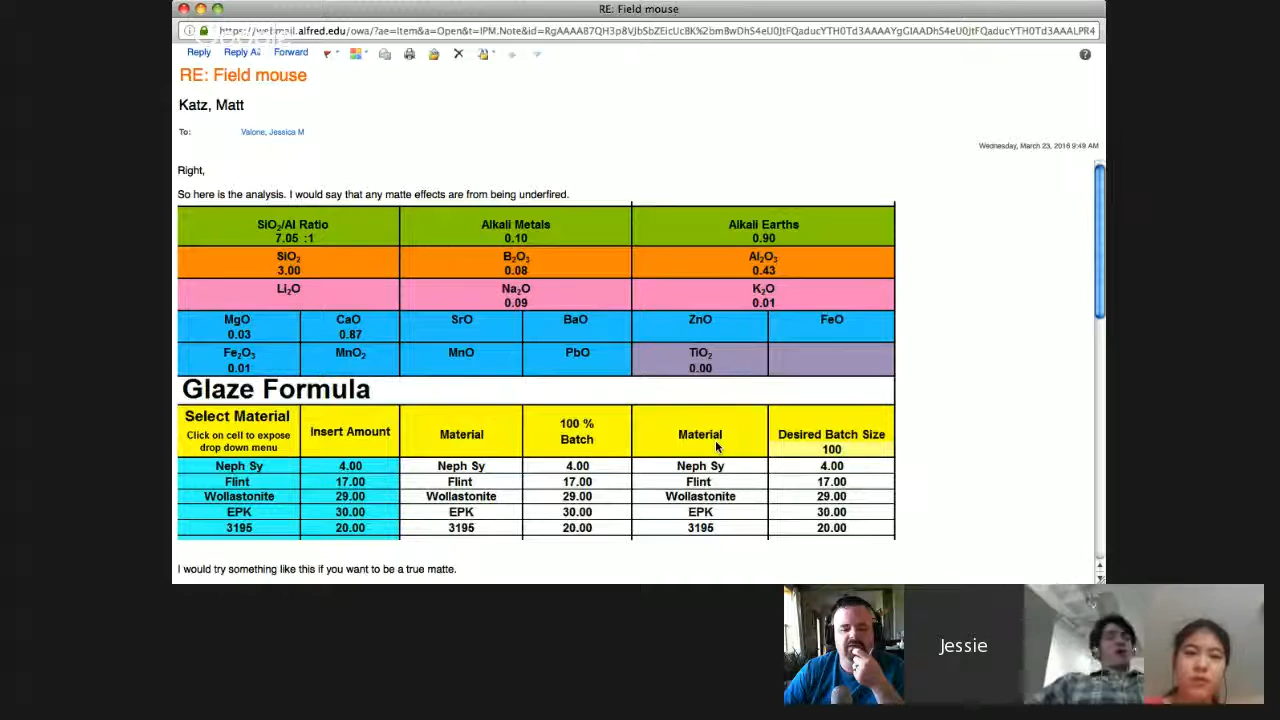 RE: Field mouse
Reply Reply All Forward
RE: Field mouse
Katz, Matt
To: Valone, Jessica M
Wednesday, March 23, 2016 9:49 AM
Right,
So here is the analysis. I would say that any matte effects are from being underfired.
SiO₂/Al Ratio Alkali Metals Alkali Earths
7.05 :1 0.10 0.90
SiO₂ B₂O₃ Al₂O₃
3.00 0.08 0.43
Li₂O Na₂O K₂O
0.09 0.01
MgO CaO SrO BaO ZnO FeO
0.03 0.87
Fe₂O₃ MnO₂ MnO PbO TiO₂
0.01 0.00
Glaze Formula
Select Material Insert Amount Material 100 % Batch Material Desired Batch Size
Click on cell to expose drop down menu 100
Neph Sy 4.00 Neph Sy 4.00 Neph Sy 4.00
Flint 17.00 Flint 17.00 Flint 17.00
Wollastonite 29.00 Wollastonite 29.00 Wollastonite 29.00
EPK 30.00 EPK 30.00 EPK 30.00
3195 20.00 3195 20.00 3195 20.00
I would try something like this if you want to be a true matte.
Jessie